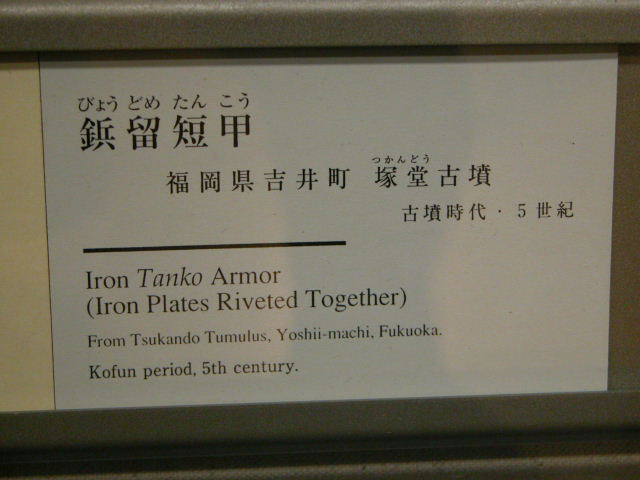 びょう どめ たん こう
鋲留短甲
つかんどう
福岡県吉井町 塚堂古墳
古墳時代・5世紀
Iron Tanko Armor
(Iron Plates Riveted Together)
From Tsukando Tumulus, Yoshii-machi, Fukuoka.
Kofun period, 5th century.